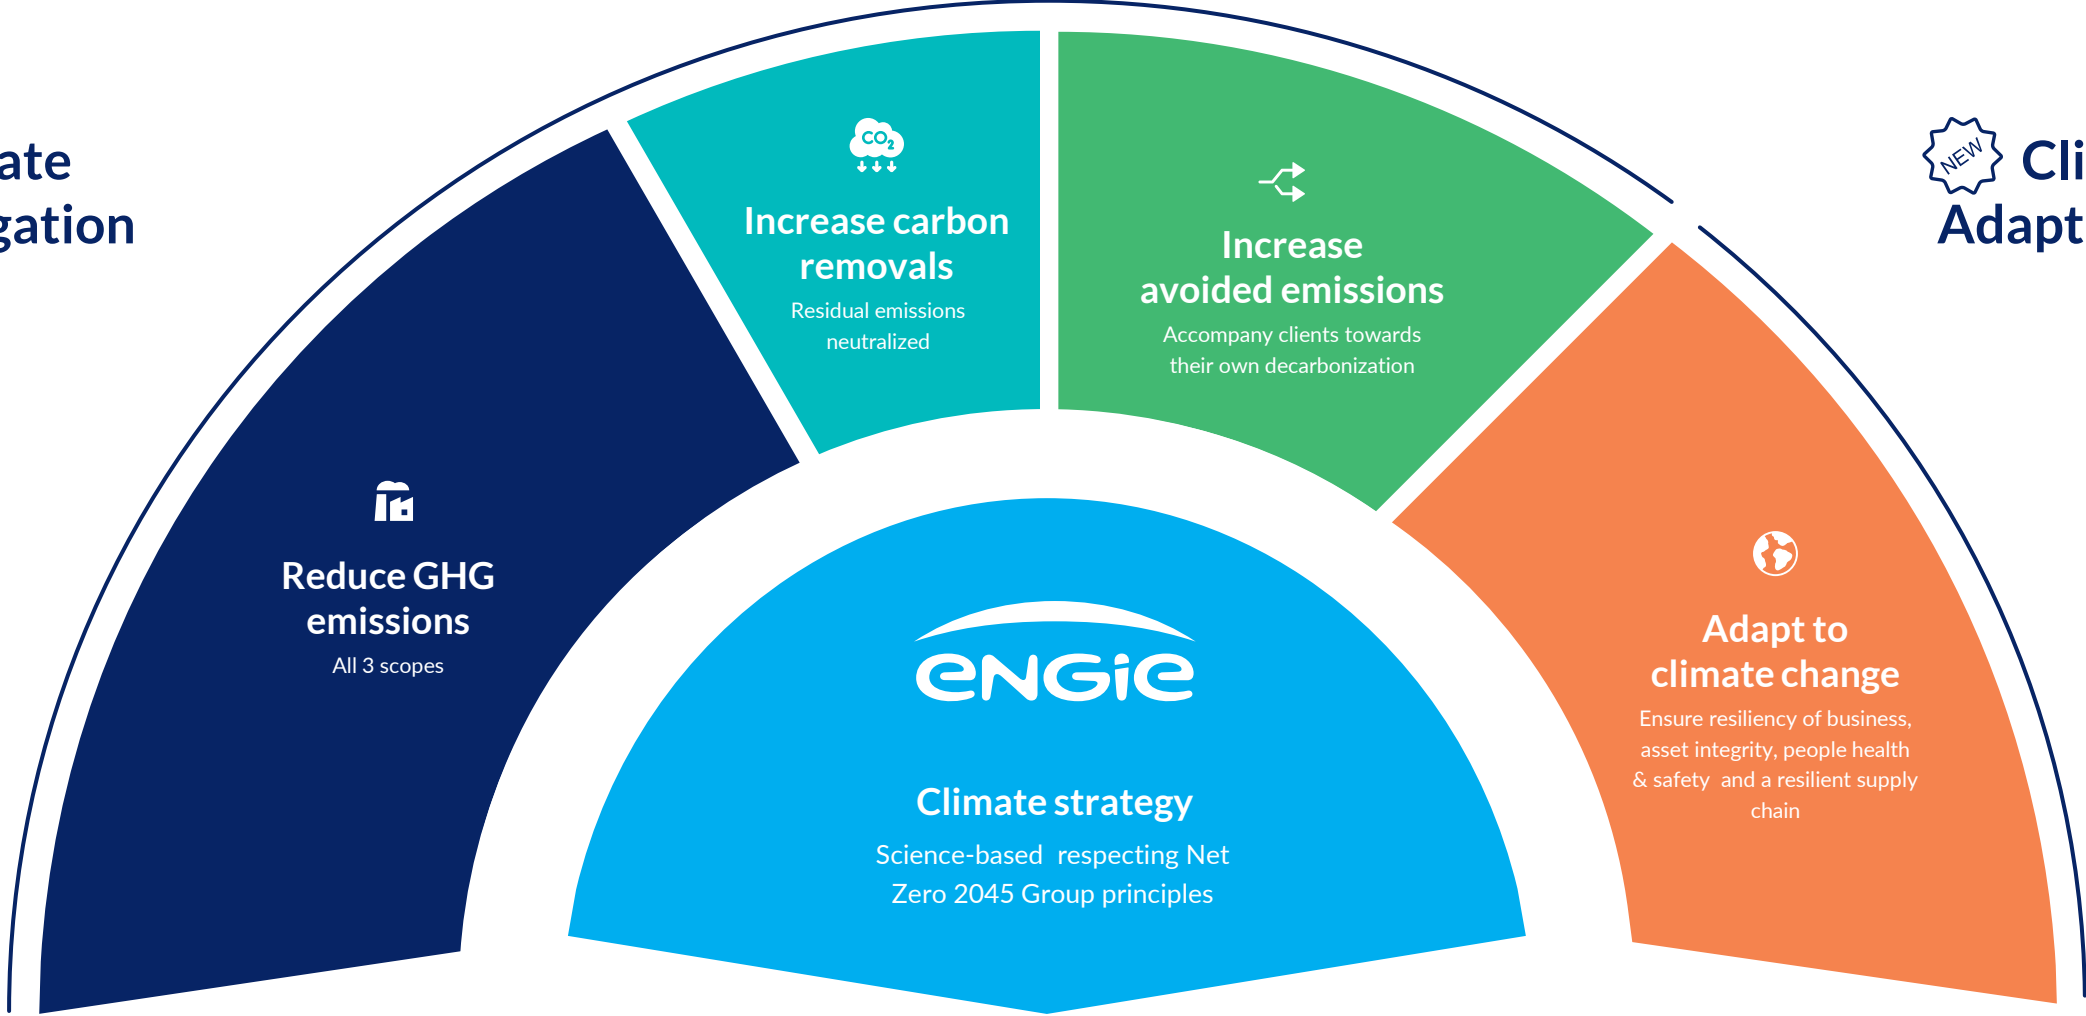 ate
gation
CO2
Increase carbon
removals
Residual emissions
neutralized
Increase
avoided emissions
Accompany clients towards
their own decarbonization
NEW
Cli
Adapt
Reduce GHG
emissions
All 3 scopes
Adapt to
climate change
Ensure resiliency of business,
asset integrity, people health
& safety and a resilient supply
chain
ENGIE
Climate strategy
Science-based respecting Net
Zero 2045 Group principles